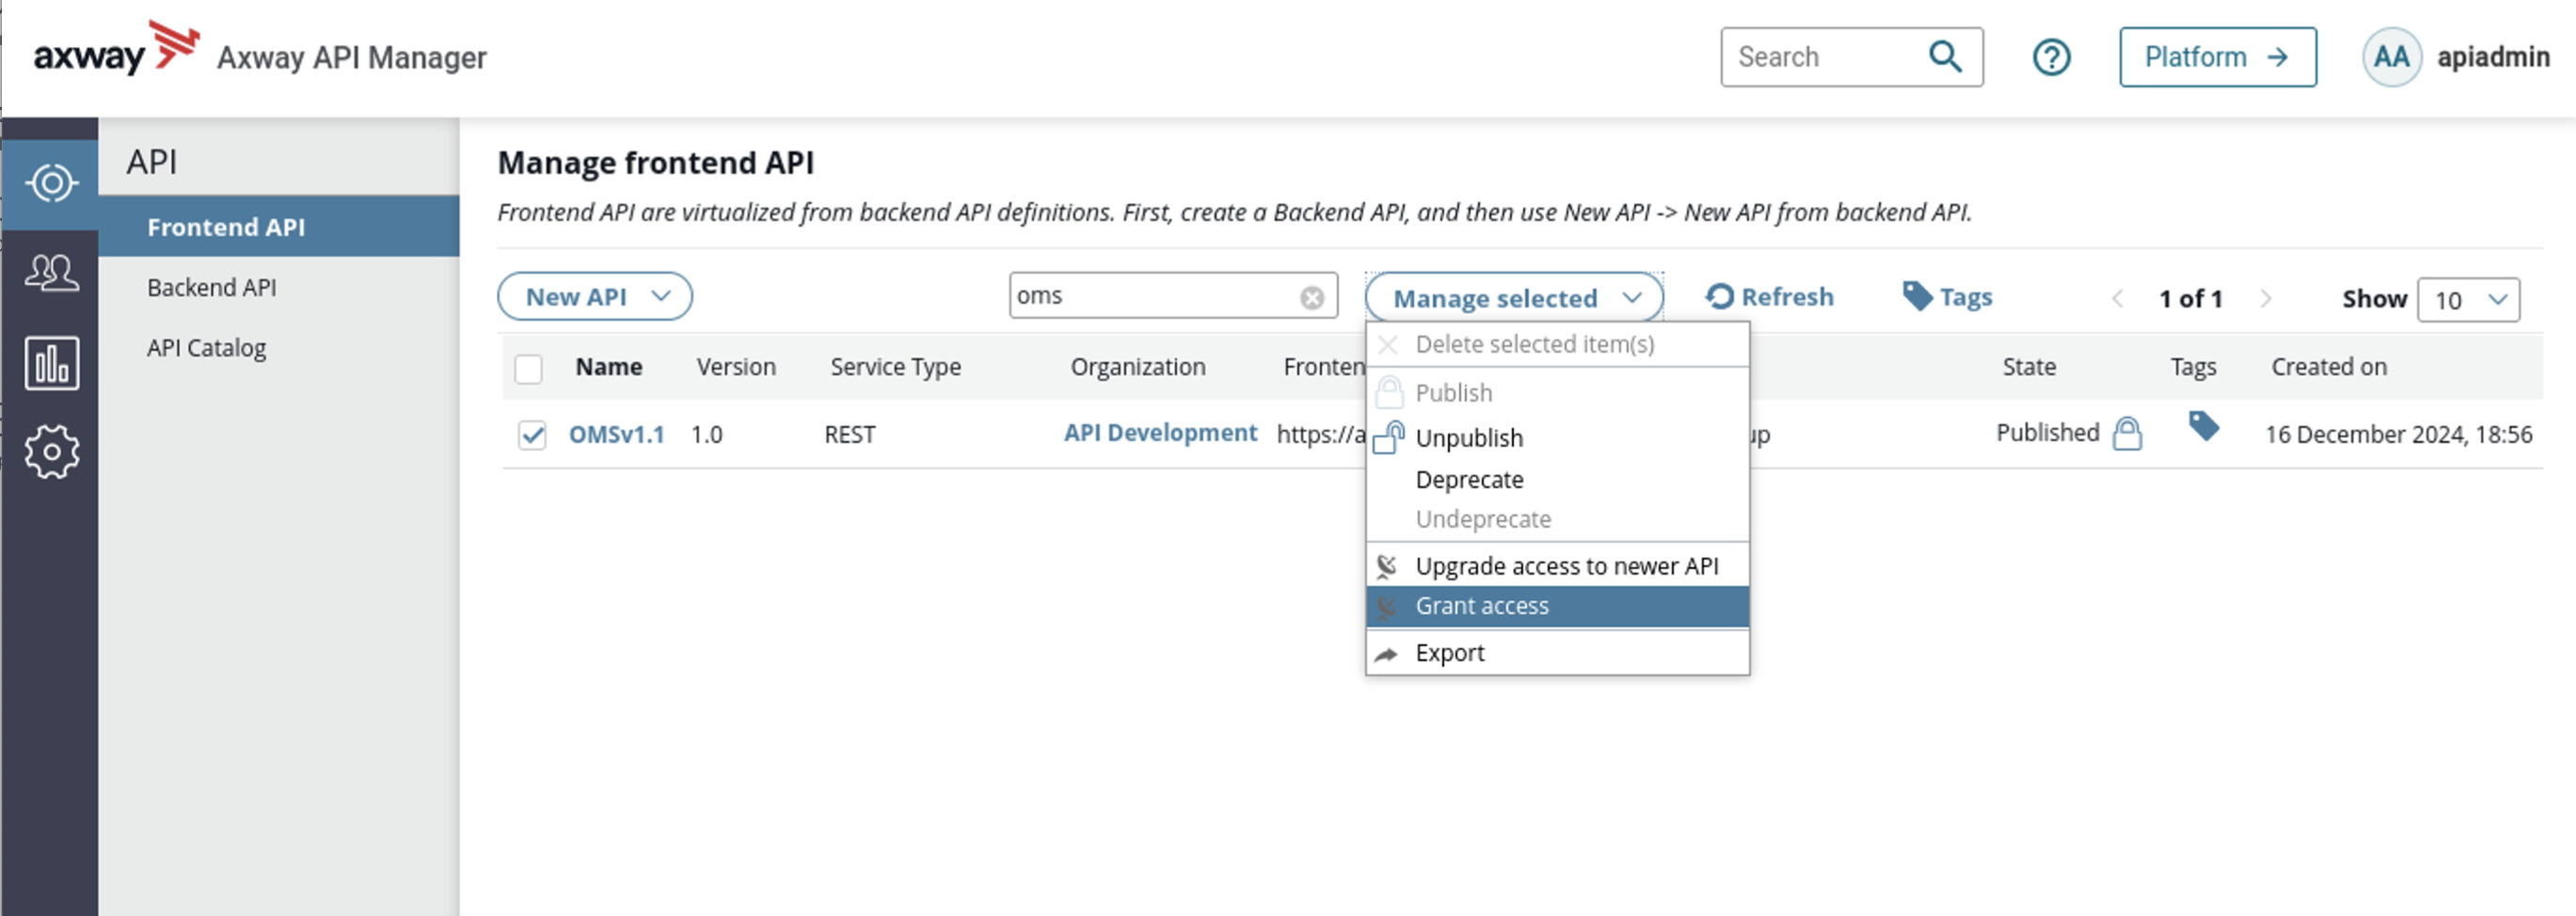 axway Axway API Manager Search Platform → AA apiadmin
API
Frontend API
Backend API
API Catalog
Manage frontend API
Frontend API are virtualized from backend API definitions. First, create a Backend API, and then use New API -> New API from backend API.
New API oms Manage selected Refresh Tags 1 of 1 Show 10
Name Version Service Type Organization Fronten State Tags Created on
OMSv1.1 1.0 REST API Development https://a up Published 16 December 2024, 18:56
Delete selected item(s)
Publish
Unpublish
Deprecate
Undeprecate
Upgrade access to newer API
Grant access
Export